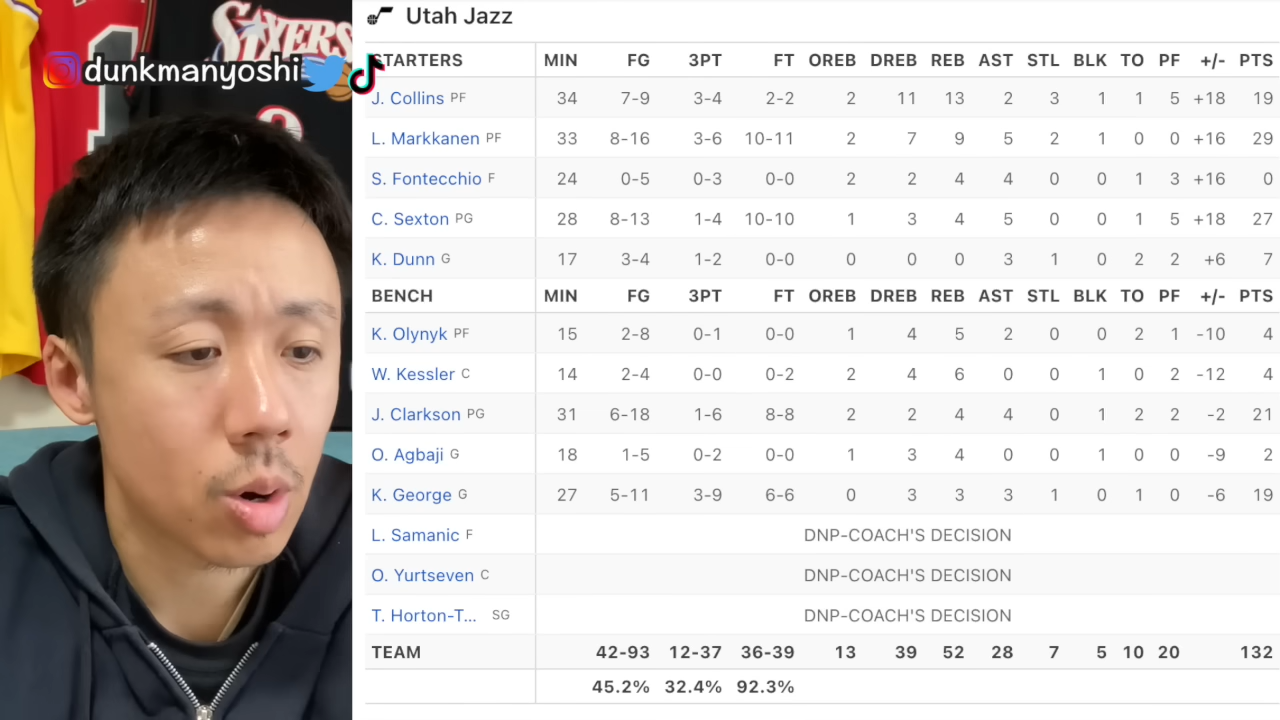 SIXERS
dunkmanyoshi
Utah Jazz
STARTERS MIN FG 3PT FT OREB DREB REB AST STL BLK TO PF +/- PTS
J. Collins PF 34 7-9 3-4 2-2 2 11 13 2 3 1 1 5 +18 19
L. Markkanen PF 33 8-16 3-6 10-11 2 7 9 5 2 1 0 0 +16 29
S. Fontecchio F 24 0-5 0-3 0-0 2 2 4 4 0 0 1 3 +16 0
C. Sexton PG 28 8-13 1-4 10-10 1 3 4 5 0 0 1 5 +18 27
K. Dunn G 17 3-4 1-2 0-0 0 0 0 3 1 0 2 2 +6 7
BENCH MIN FG 3PT FT OREB DREB REB AST STL BLK TO PF +/- PTS
K. Olynyk PF 15 2-8 0-1 0-0 1 4 5 2 0 0 2 1 -10 4
W. Kessler C 14 2-4 0-0 0-2 2 4 6 0 0 1 0 2 -12 4
J. Clarkson PG 31 6-18 1-6 8-8 2 2 4 4 0 1 2 2 -2 21
O. Agbaji G 18 1-5 0-2 0-0 1 3 4 0 0 1 0 0 -9 2
K. George G 27 5-11 3-9 6-6 0 3 3 3 1 0 1 0 -6 19
L. Samanic F DNP-COACH'S DECISION
O. Yurtseven C DNP-COACH'S DECISION
T. Horton-T... SG DNP-COACH'S DECISION
TEAM 42-93 12-37 36-39 13 39 52 28 7 5 10 20 132
45.2% 32.4% 92.3%